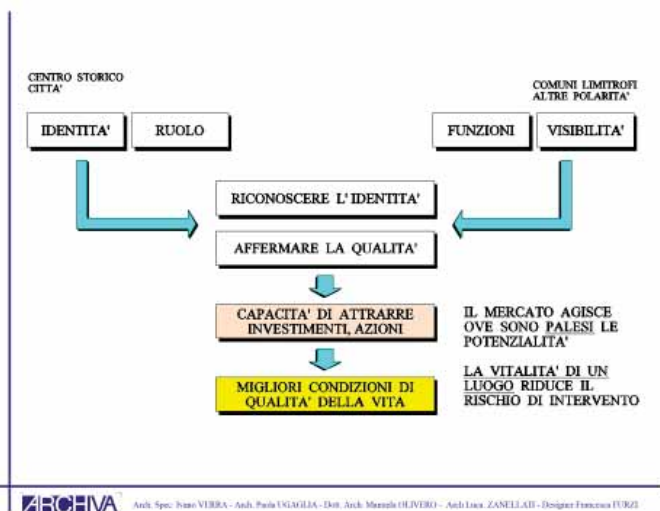 CENTRO STORICO
CITTA'
COMUNI LIMITROFI
ALTRE POLARITA'
IDENTITA'
RUOLO
FUNZIONI
VISIBILITA'
RICONOSCERE L'IDENTITA'
AFFERMARE LA QUALITA'
CAPACITA' DI ATTRARRE
INVESTIMENTI, AZIONI
IL MERCATO AGISCE
OVE SONO PALESI LE
POTENZIALITA'
MIGLIORI CONDIZIONI DI
QUALITA' DELLA VITA
LA VITALITA' DI UN
LUOGO RIDUCE IL
RISCHIO DI INTERVENTO
ARCHIVA
Arch. Spec. Ivano VERRA - Arch. Paola UGAGLIA - Dott. Arch. Manuela OLIVERO - Arch Luca ZANELLATI - Designer Francesca FURZI